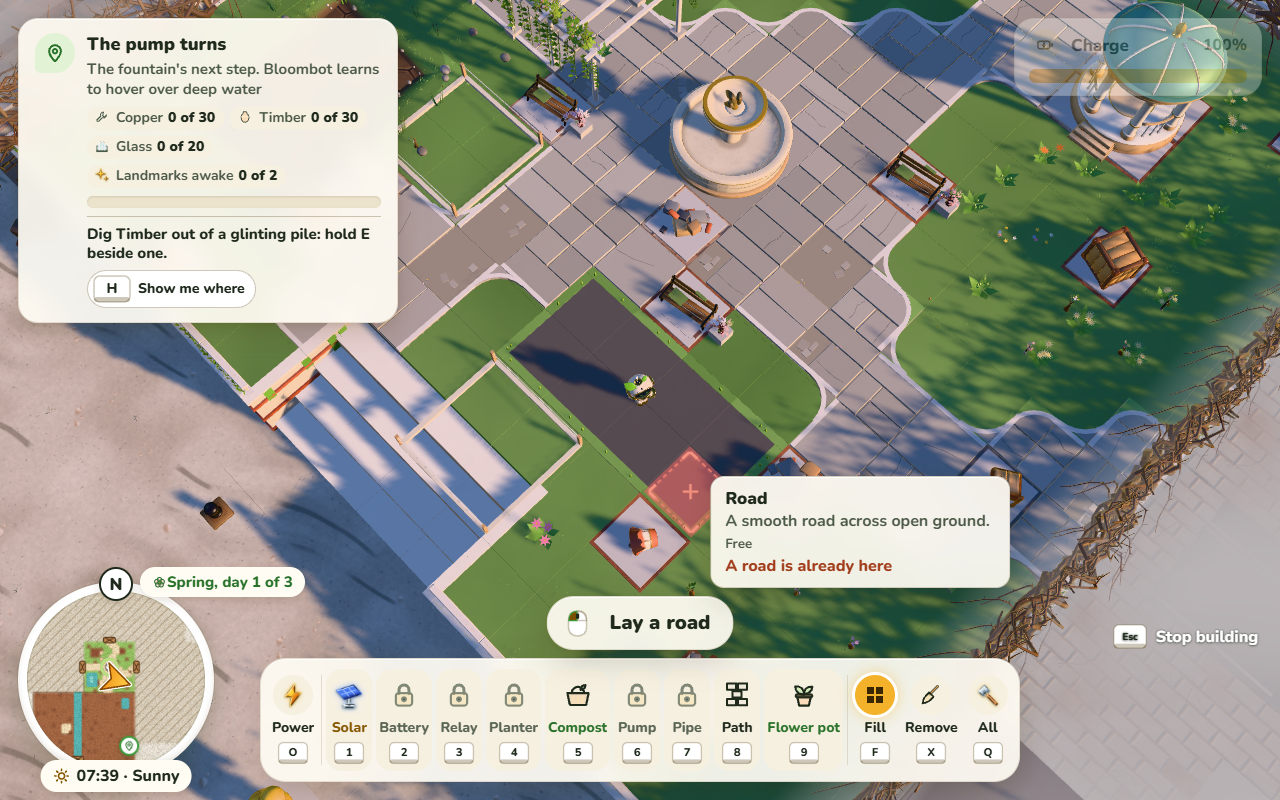 The pump turns
The fountain's next step. Bloombot learns
to hover over deep water
Copper 0 of 30
Timber 0 of 30
Glass 0 of 20
Landmarks awake 0 of 2
Dig Timber out of a glinting pile: hold E
beside one.
H Show me where
Charge 100%
Road
A smooth road across open ground.
Free
A road is already here
N
Spring, day 1 of 3
Lay a road
Esc Stop building
07:39 · Sunny
Power Solar Battery Relay Planter Compost Pump Pipe Path Flower pot Fill Remove All
O 1 2 3 4 5 6 7 8 9 F X Q